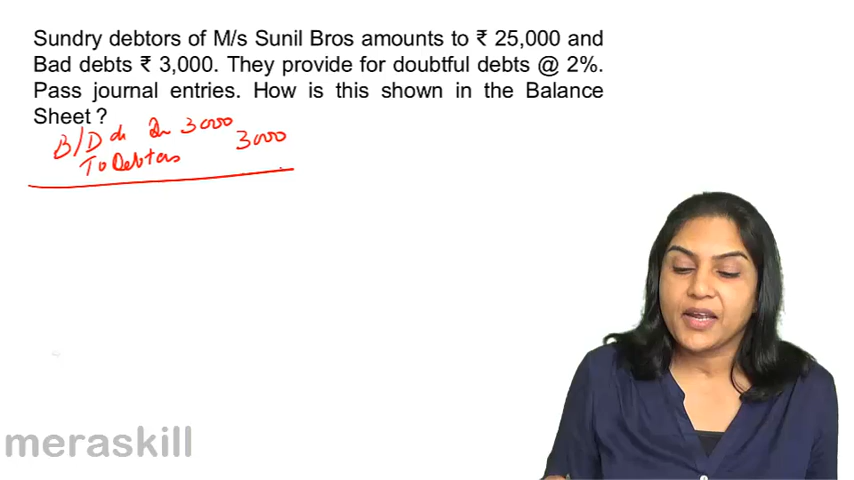 Sundry debtors of M/s Sunil Bros amounts to ₹ 25,000 and
Bad debts ₹ 3,000. They provide for doubtful debts @ 2%.
Pass journal entries. How is this shown in the Balance
Sheet ?
B/D dr 3000
To Debtors 3000
meraskill